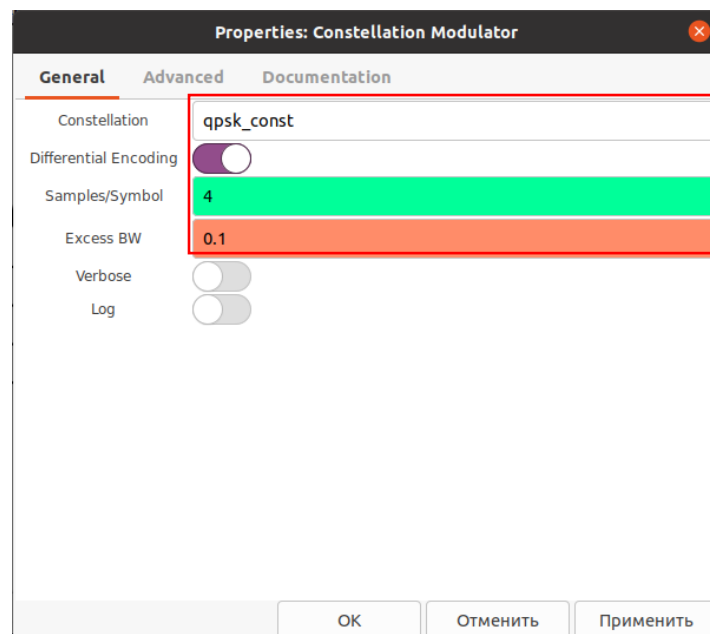 Properties: Constellation Modulator
General Advanced Documentation
Constellation qpsk_const
Differential Encoding
Samples/Symbol 4
Excess BW 0.1
Verbose
Log
OK Отменить Применить